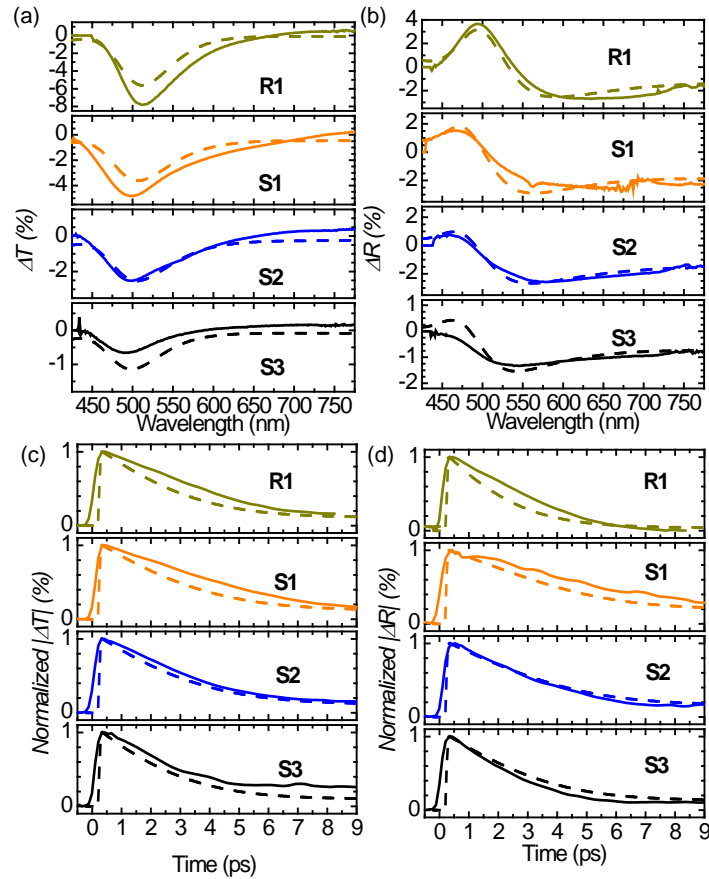 (a)
0
-2
-4
-6
-8
R1
0
-2
-4
S1
0
-2
S2
0
-1
S3
ΔT (%)
450 500 550 600 650 700 750
Wavelength (nm)
(b)
4
2
0
-2
R1
2
0
-2
S1
2
0
-2
S2
1
0
-1
-2
S3
ΔR (%)
450 500 550 600 650 700 750
Wavelength (nm)
(c)
1
0
R1
1
0
S1
1
0
S2
1
0
S3
Normalized |ΔT| (%)
0 1 2 3 4 5 6 7 8 9
Time (ps)
(d)
1
0
R1
1
0
S1
1
0
S2
1
0
S3
Normalized |ΔR| (%)
0 1 2 3 4 5 6 7 8 9
Time (ps)